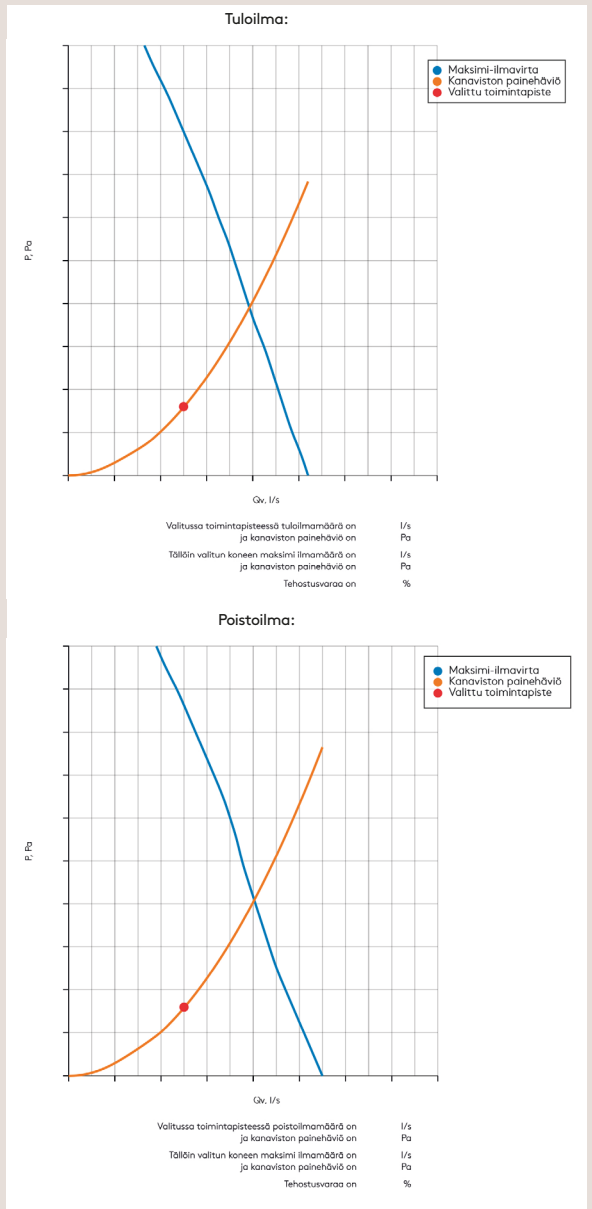 Tuloilma:
Maksimi-ilmavirta
Kanaviston painehäviö
Valittu toimintapiste
P, Pa
Qv, l/s
Valitussa toimintapisteessä tuloilmamäärä on l/s
ja kanaviston painehäviö on Pa
Tällöin valitun koneen maksimi ilmamäärä on l/s
ja kanaviston painehäviö on Pa
Tehostusvaraa on %
Poistoilma:
Maksimi-ilmavirta
Kanaviston painehäviö
Valittu toimintapiste
P, Pa
Qv, l/s
Valitussa toimintapisteessä poistoilmamäärä on l/s
ja kanaviston painehäviö on Pa
Tällöin valitun koneen maksimi ilmamäärä on l/s
ja kanaviston painehäviö on Pa
Tehostusvaraa on %